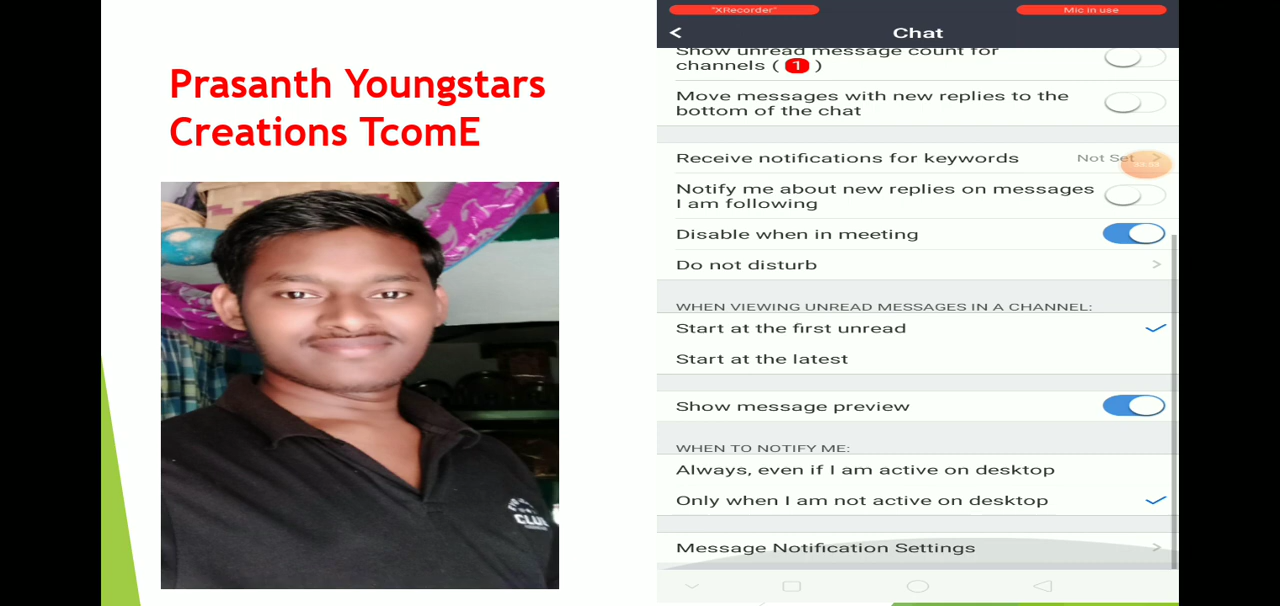 Prasanth Youngstars
Creations TcomE
CLUB
"XRecorder"
Mic in use
Chat
Show unread message count for
channels ( 1 )
Move messages with new replies to the
bottom of the chat
Receive notifications for keywords
Not Set
Notify me about new replies on messages
I am following
Disable when in meeting
Do not disturb
WHEN VIEWING UNREAD MESSAGES IN A CHANNEL:
Start at the first unread
Start at the latest
Show message preview
WHEN TO NOTIFY ME:
Always, even if I am active on desktop
Only when I am not active on desktop
Message Notification Settings